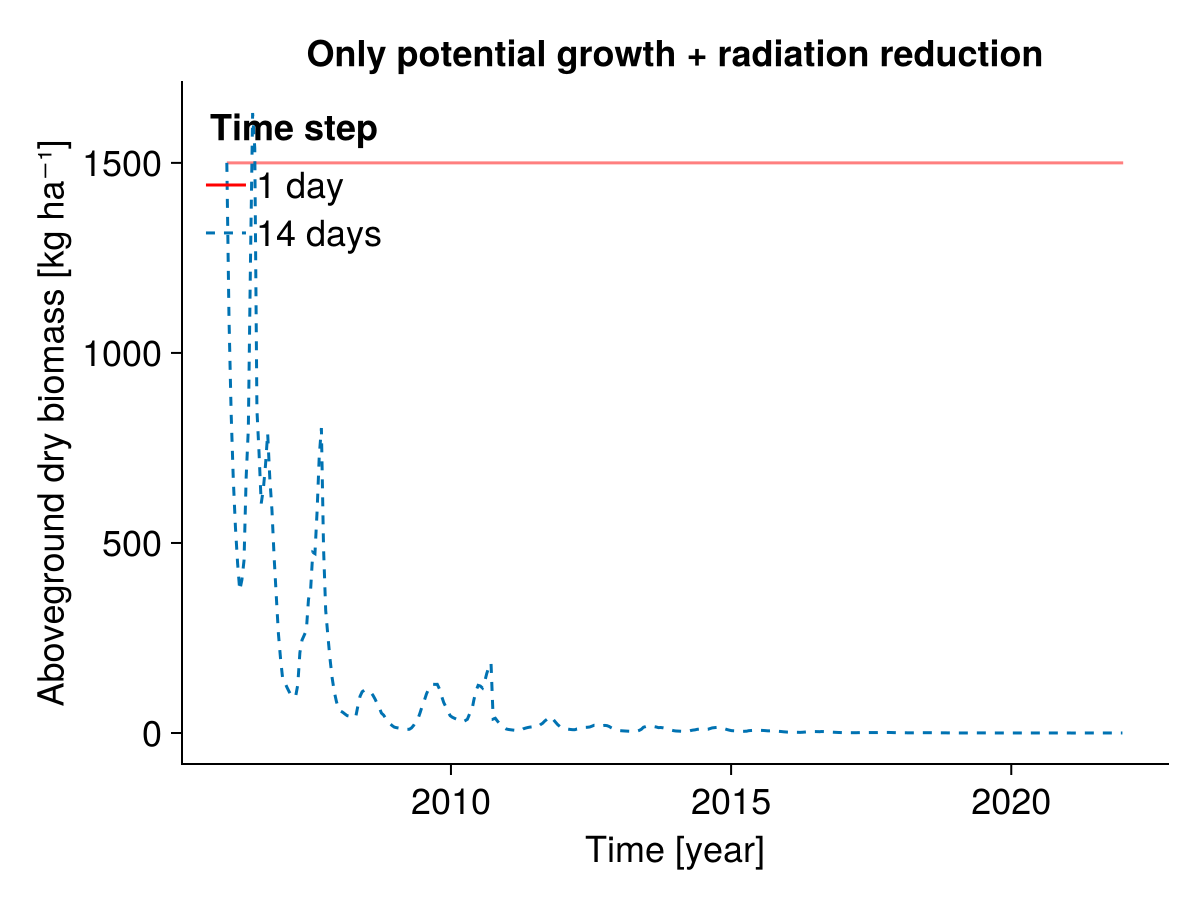 Only potential growth + radiation reduction
Aboveground dry biomass [kg ha⁻¹]
Time step
1 day
14 days
1500
1000
500
0
2010
2015
2020
Time [year]